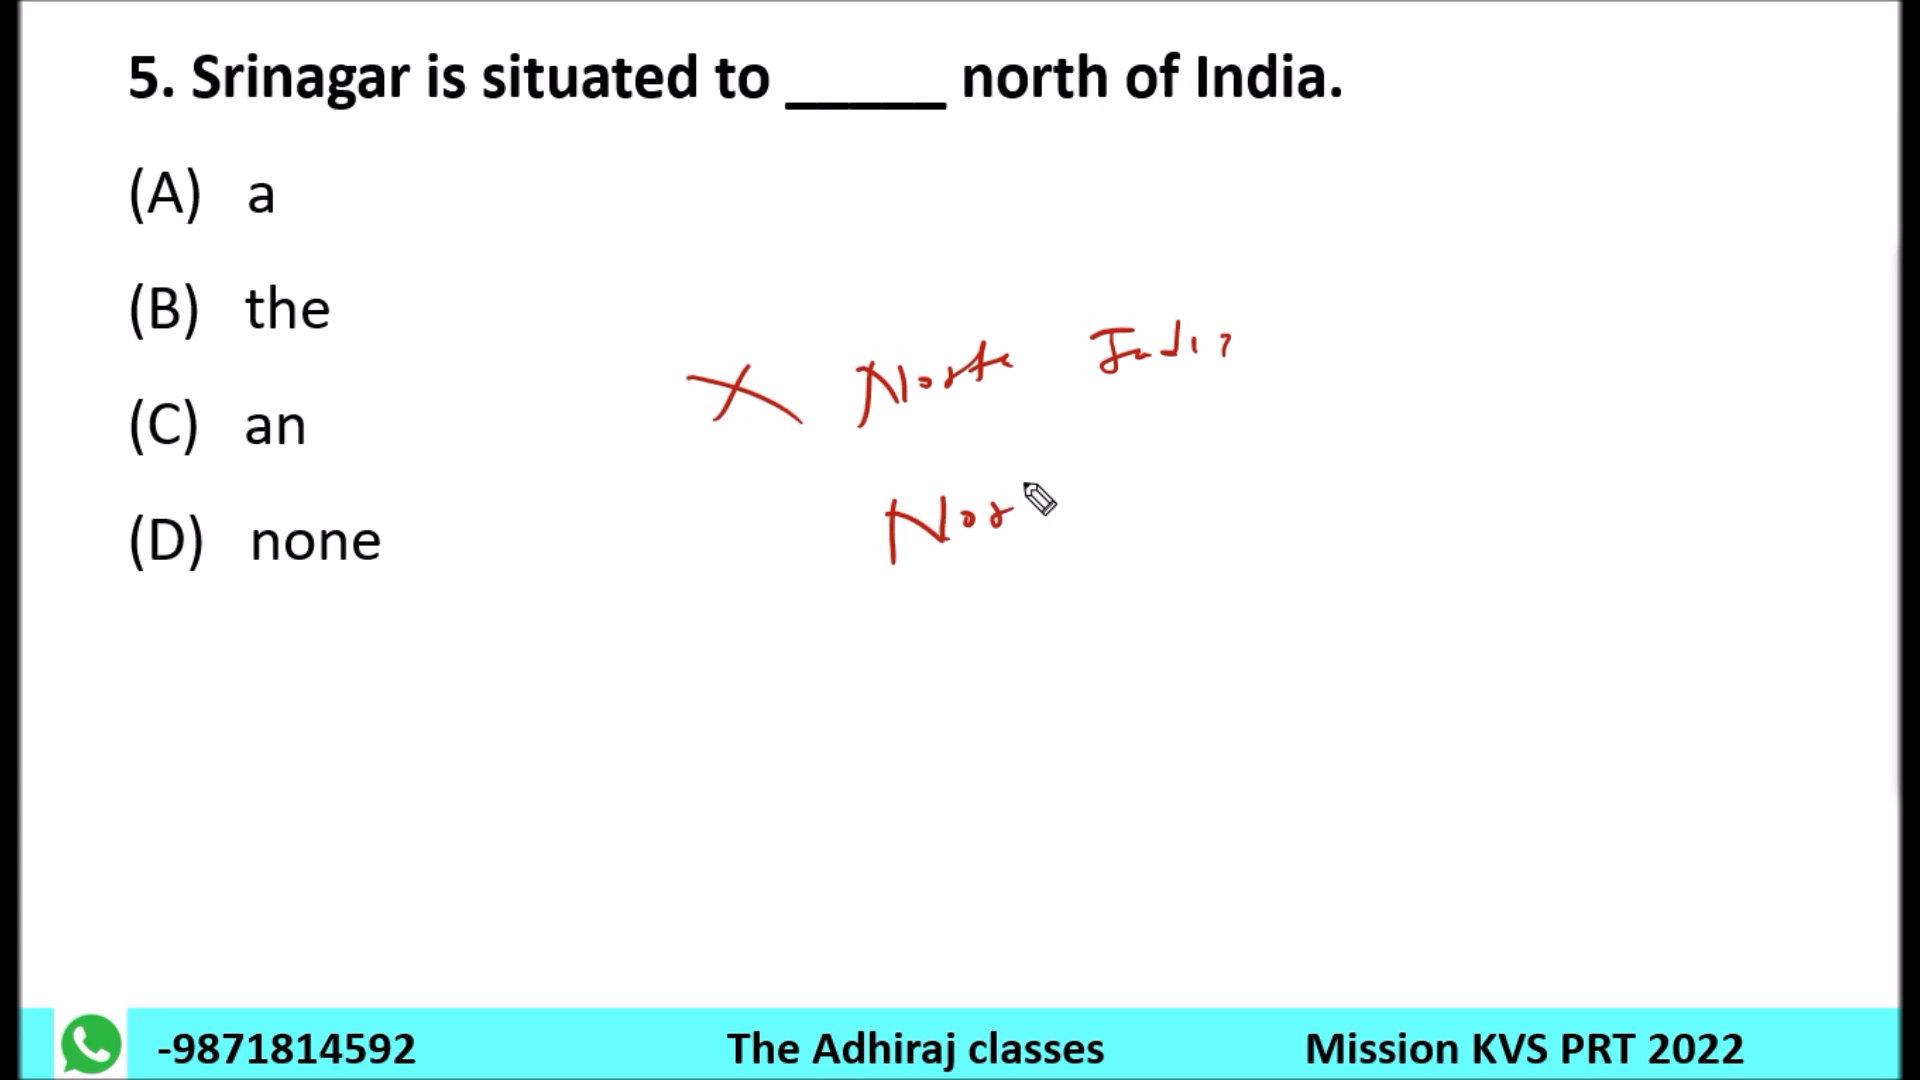 5. Srinagar is situated to _____ north of India.
(A) a
(B) the
(C) an
(D) none
X North India
Nor
-9871814592 The Adhiraj classes Mission KVS PRT 2022